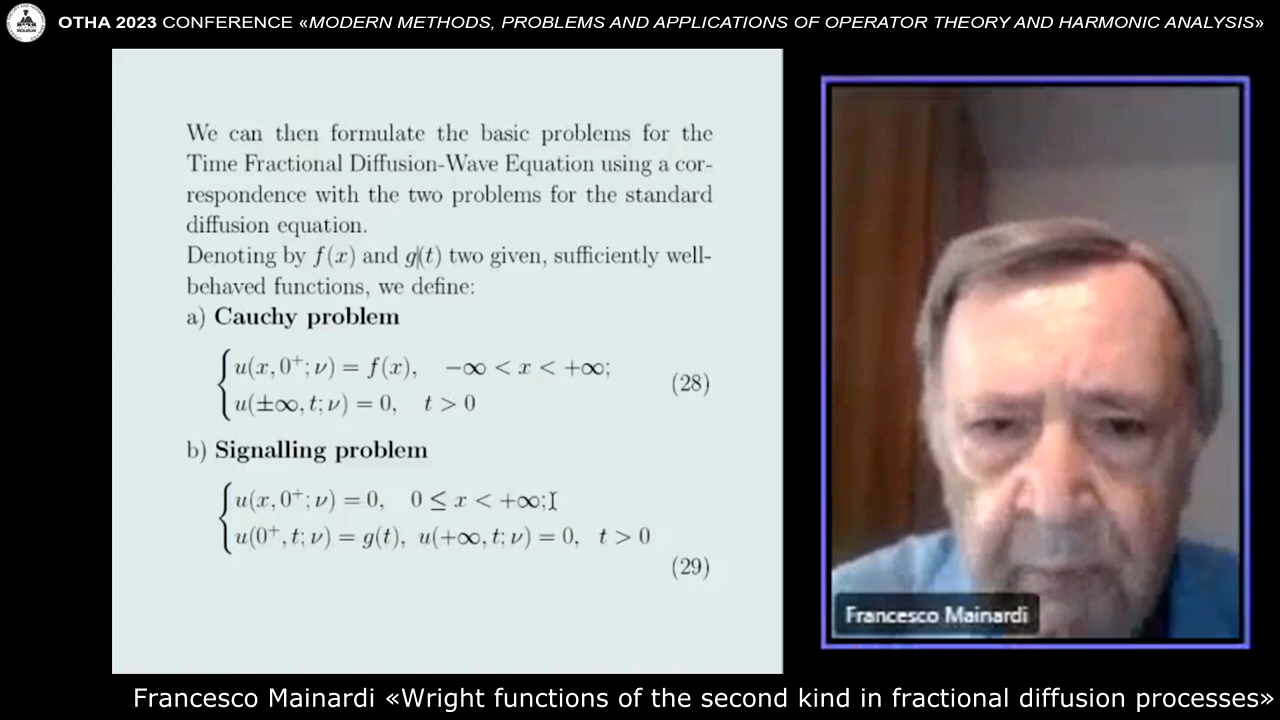 OTHA 2023 CONFERENCE «MODERN METHODS, PROBLEMS AND APPLICATIONS OF OPERATOR THEORY AND HARMONIC ANALYSIS»
We can then formulate the basic problems for the
Time Fractional Diffusion-Wave Equation using a cor-
respondence with the two problems for the standard
diffusion equation.
Denoting by f(x) and g(t) two given, sufficiently well-
behaved functions, we define:
a) Cauchy problem
u(x, 0⁺; ν) = f(x), −∞ < x < +∞;
(28)
u(±∞, t; ν) = 0, t > 0
b) Signalling problem
u(x, 0⁺; ν) = 0, 0 ≤ x < +∞;
u(0⁺, t; ν) = g(t), u(+∞, t; ν) = 0, t > 0
(29)
Francesco Mainardi
Francesco Mainardi «Wright functions of the second kind in fractional diffusion processes»